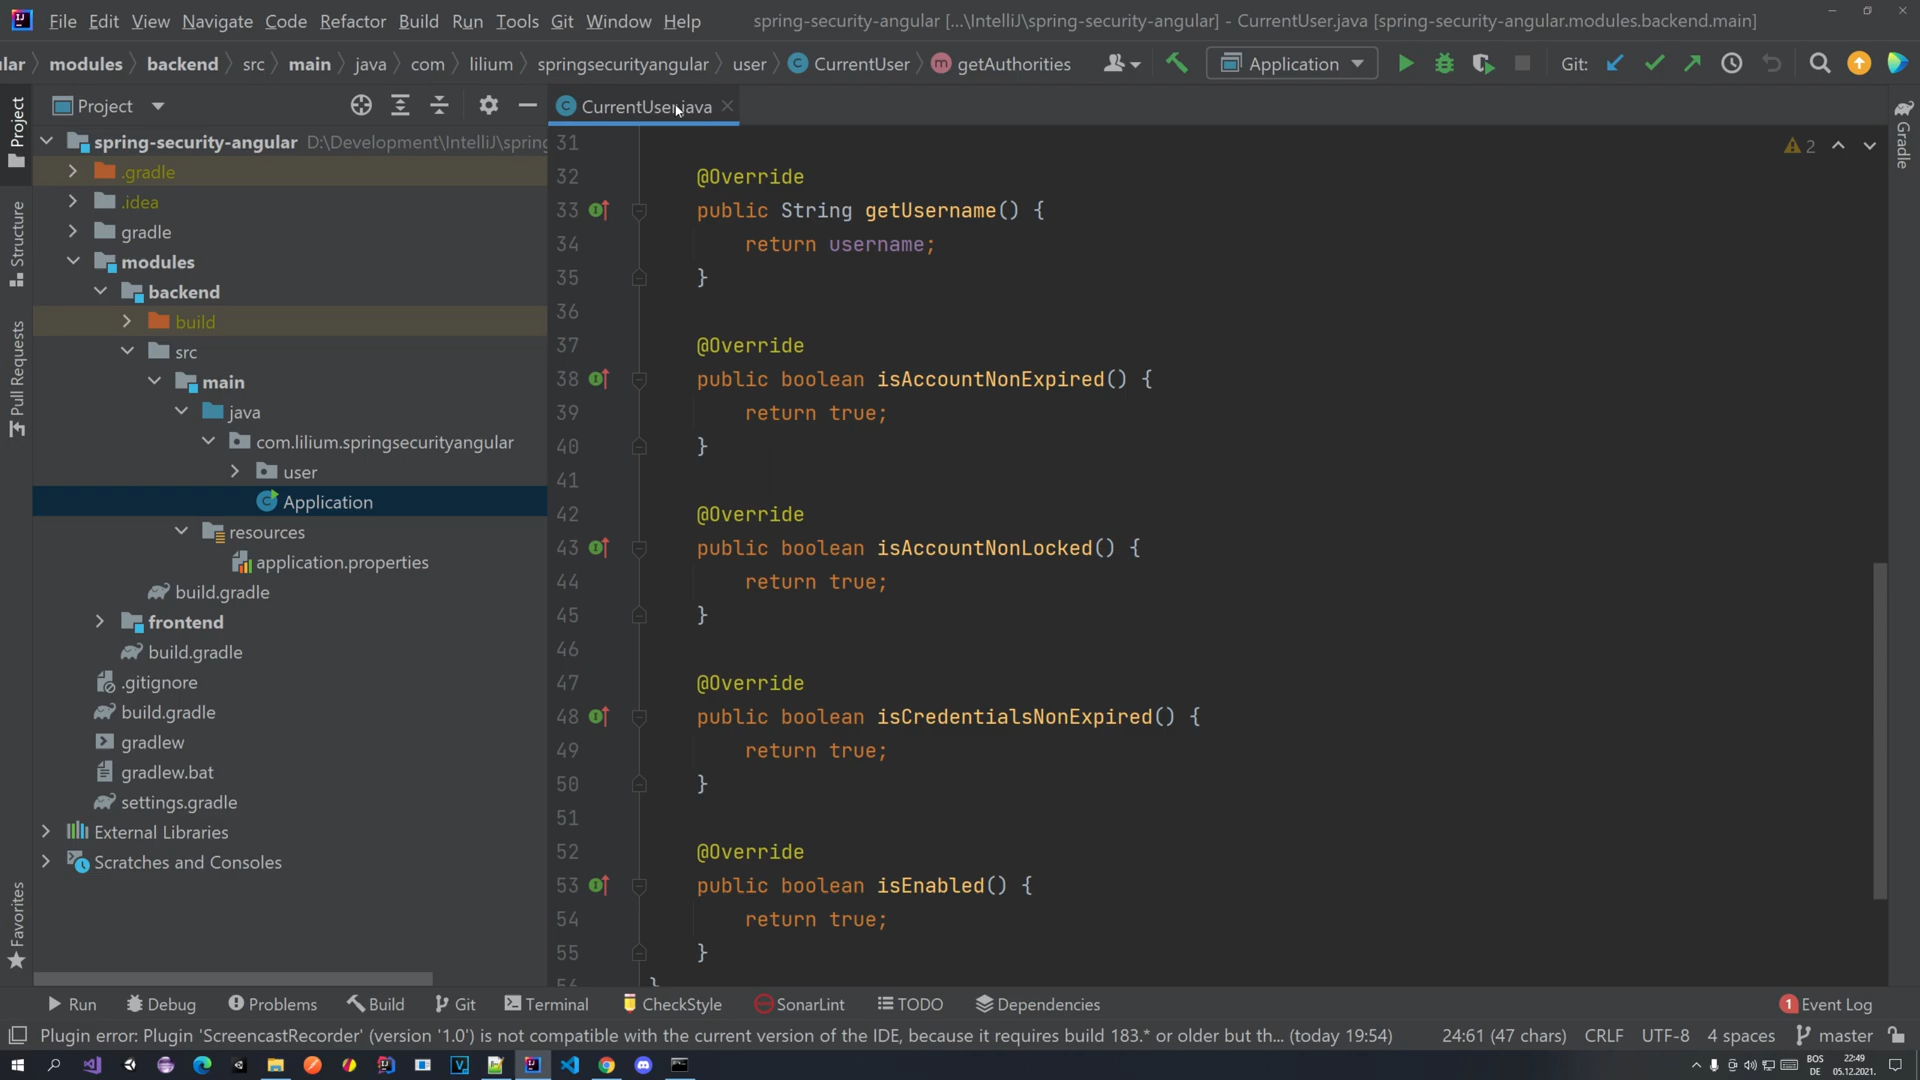 File Edit View Navigate Code Refactor Build Run Tools Git Window Help spring-security-angular [...\IntelliJ\spring-security-angular] - CurrentUser.java [spring-security-angular.modules.backend.main]
lar modules backend src main java com lilium springsecurityangular user CurrentUser getAuthorities Application Git:
Project
CurrentUser.java
spring-security-angular D:\Development\IntelliJ\spring
.gradle
.idea
gradle
modules
backend
build
src
main
java
com.lilium.springsecurityangular
user
Application
resources
application.properties
build.gradle
frontend
build.gradle
.gitignore
build.gradle
gradlew
gradlew.bat
settings.gradle
External Libraries
Scratches and Consoles
Project
Structure
Pull Requests
Favorites
2
31
32 @Override
33 public String getUsername() {
34 return username;
35 }
36
37 @Override
38 public boolean isAccountNonExpired() {
39 return true;
40 }
41
42 @Override
43 public boolean isAccountNonLocked() {
44 return true;
45 }
46
47 @Override
48 public boolean isCredentialsNonExpired() {
49 return true;
50 }
51
52 @Override
53 public boolean isEnabled() {
54 return true;
55 }
56 }
Gradle
Run Debug Problems Build Git Terminal CheckStyle SonarLint TODO Dependencies 1 Event Log
Plugin error: Plugin 'ScreencastRecorder' (version '1.0') is not compatible with the current version of the IDE, because it requires build 183.* or older but th... (today 19:54) 24:61 (47 chars) CRLF UTF-8 4 spaces master
BOS
DE
22:49
05.12.2021.